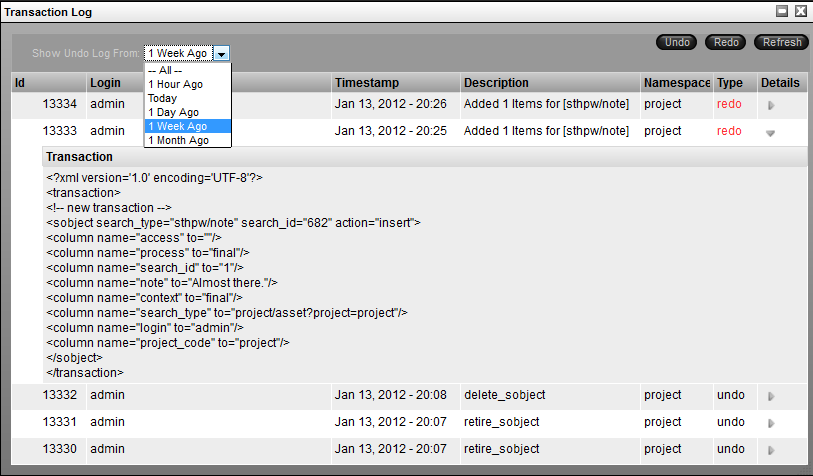 Transaction Log
Show Undo Log From: 1 Week Ago Undo Redo Refresh
-- All --
1 Hour Ago
Today
1 Day Ago
1 Week Ago
1 Month Ago
Id Login Timestamp Description Namespace Type Details
13334 admin Jan 13, 2012 - 20:26 Added 1 Items for [sthpw/note] project redo
13333 admin Jan 13, 2012 - 20:25 Added 1 Items for [sthpw/note] project redo
Transaction
<?xml version='1.0' encoding='UTF-8'?>
<transaction>
<!-- new transaction -->
<sobject search_type="sthpw/note" search_id="682" action="insert">
<column name="access" to=""/>
<column name="process" to="final"/>
<column name="search_id" to="1"/>
<column name="note" to="Almost there."/>
<column name="context" to="final"/>
<column name="search_type" to="project/asset?project=project"/>
<column name="login" to="admin"/>
<column name="project_code" to="project"/>
</sobject>
</transaction>
13332 admin Jan 13, 2012 - 20:08 delete_sobject project undo
13331 admin Jan 13, 2012 - 20:07 retire_sobject project undo
13330 admin Jan 13, 2012 - 20:07 retire_sobject project undo